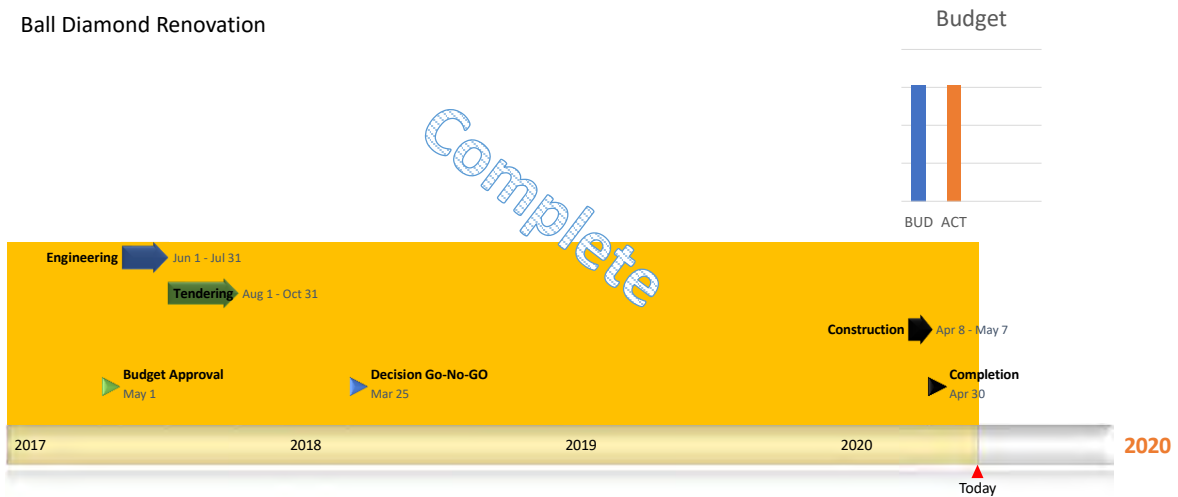 Ball Diamond Renovation
Budget
Complete
BUD ACT
Engineering Jun 1 - Jul 31
Tendering Aug 1 - Oct 31
Construction Apr 8 - May 7
Budget Approval
May 1
Decision Go-No-GO
Mar 25
Completion
Apr 30
2017 2018 2019 2020 2020
Today